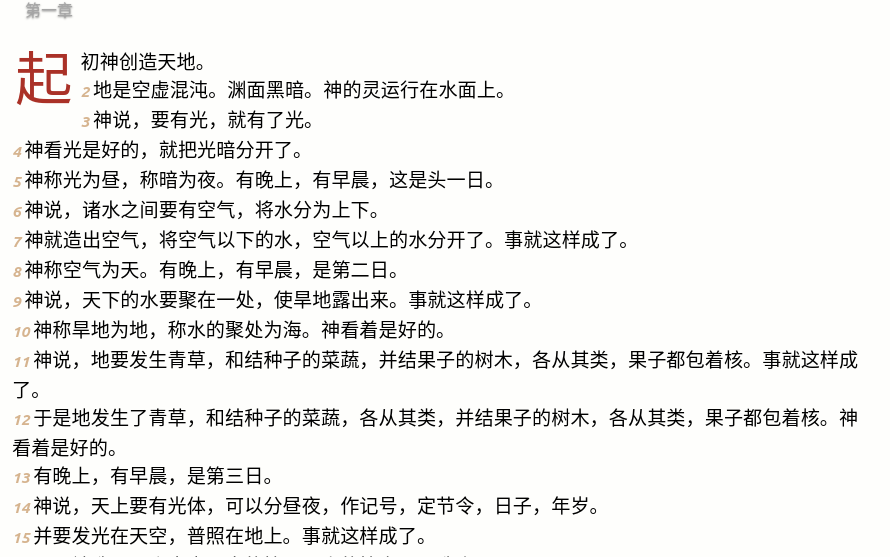 第一章
起初神创造天地。
2 地是空虚混沌。渊面黑暗。神的灵运行在水面上。
3 神说，要有光，就有了光。
4 神看光是好的，就把光暗分开了。
5 神称光为昼，称暗为夜。有晚上，有早晨，这是头一日。
6 神说，诸水之间要有空气，将水分为上下。
7 神就造出空气，将空气以下的水，空气以上的水分开了。事就这样成了。
8 神称空气为天。有晚上，有早晨，是第二日。
9 神说，天下的水要聚在一处，使旱地露出来。事就这样成了。
10 神称旱地为地，称水的聚处为海。神看着是好的。
11 神说，地要发生青草，和结种子的菜蔬，并结果子的树木，各从其类，果子都包着核。事就这样成
了。
12 于是地发生了青草，和结种子的菜蔬，各从其类，并结果子的树木，各从其类，果子都包着核。神
看着是好的。
13 有晚上，有早晨，是第三日。
14 神说，天上要有光体，可以分昼夜，作记号，定节令，日子，年岁。
15 并要发光在天空，普照在地上。事就这样成了。